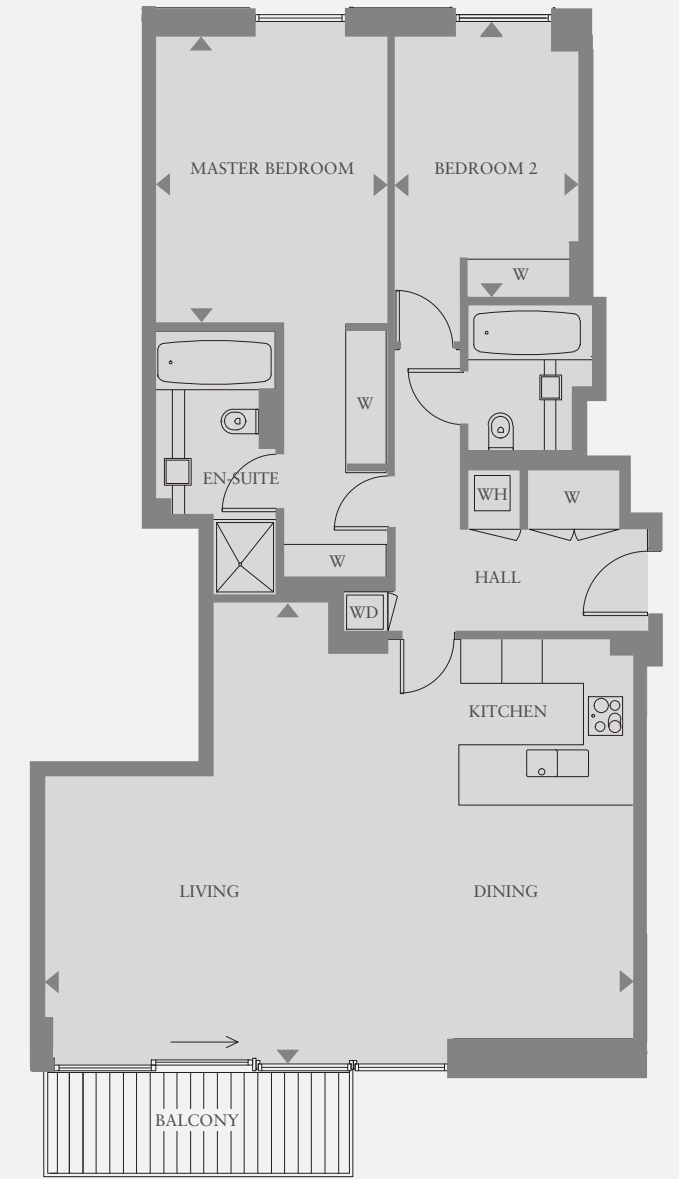 MASTER BEDROOM
BEDROOM 2
W
W
EN-SUITE
WH
W
W
HALL
WD
KITCHEN
LIVING
DINING
BALCONY